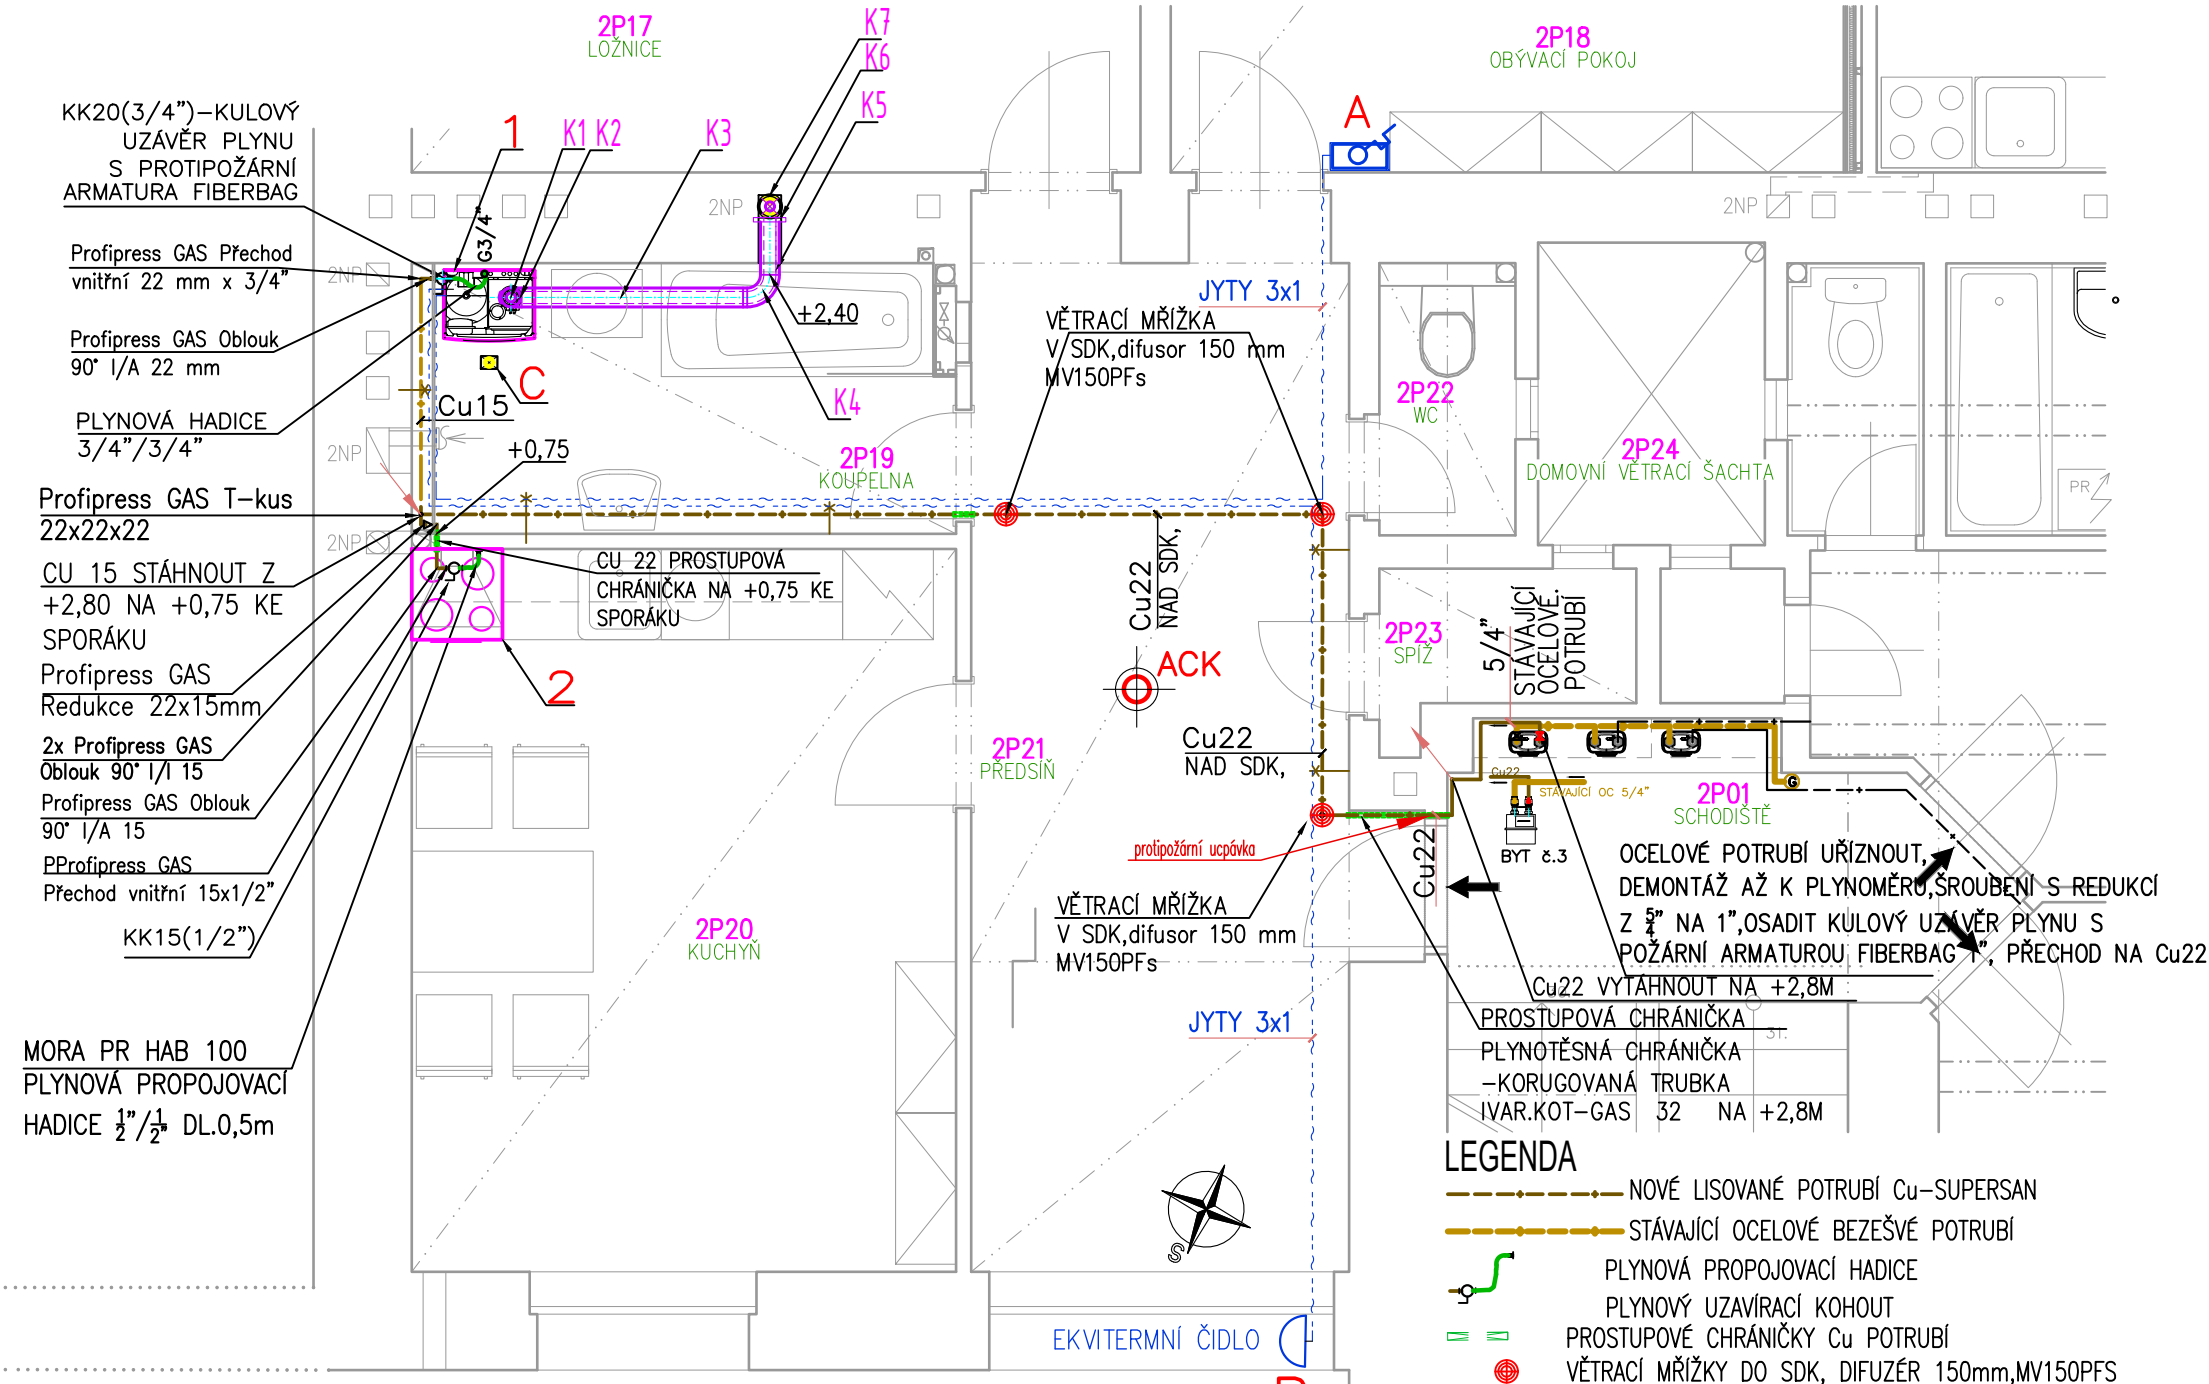 2P17
LOŽNICE
K7
K6
K5
2P18
OBÝVACÍ POKOJ
A
KK20(3/4")-KULOVÝ
UZÁVĚR PLYNU
S PROTIPOŽÁRNÍ
ARMATURA FIBERBAG
1
K1 K2
K3
G3/4"
2NP
2NP
Profipress GAS Přechod
vnitřní 22 mm x 3/4"
2NP
Profipress GAS Oblouk
90° I/A 22 mm
+2,40
JYTY 3x1
VĚTRACÍ MŘÍŽKA
V SDK,difusor 150 mm
MV150PFs
C
Cu15
K4
2P22
WC
PLYNOVÁ HADICE
3/4"/3/4"
2NP
+0,75
2P19
KOUPELNA
2P24
DOMOVNÍ VĚTRACÍ ŠACHTA
PR
Profipress GAS T-kus
22x22x22
2NP
CU 15 STÁHNOUT Z
+2,80 NA +0,75 KE
SPORÁKU
CU 22 PROSTUPOVÁ
CHRÁNIČKA NA +0,75 KE
SPORÁKU
Cu22
NAD SDK,
2P23
SPÍŽ
5/4"
STÁVAJÍCÍ
OCELOVÉ.
POTRUBÍ
ACK
Profipress GAS
Redukce 22x15mm
2
2x Profipress GAS
Oblouk 90° I/I 15
2P21
PŘEDSÍŇ
Cu22
NAD SDK,
Cu22
STÁVAJÍCÍ OC 5/4"
G
2P01
SCHODIŠTĚ
Profipress GAS Oblouk
90° I/A 15
protipožární ucpávka
Cu22
BYT č.3
PProfipress GAS
Přechod vnitřní 15x1/2"
OCELOVÉ POTRUBÍ UŘÍZNOUT,
DEMONTÁŽ AŽ K PLYNOMĚRU,ŠROUBENÍ S REDUKCÍ
Z 5/4" NA 1",OSADIT KULOVÝ UZÁVĚR PLYNU S
POŽÁRNÍ ARMATUROU FIBERBAG 1", PŘECHOD NA Cu22
VĚTRACÍ MŘÍŽKA
V SDK,difusor 150 mm
MV150PFs
KK15(1/2")
2P20
KUCHYŇ
Cu22 VYTÁHNOUT NA +2,8M
PROSTUPOVÁ CHRÁNIČKA
PLYNOTĚSNÁ CHRÁNIČKA
-KORUGOVANÁ TRUBKA
IVAR.KOT-GAS 32 NA +2,8M
31.
JYTY 3x1
MORA PR HAB 100
PLYNOVÁ PROPOJOVACÍ
HADICE 1/2"/1/2" DL.0,5m
S
LEGENDA
NOVÉ LISOVANÉ POTRUBÍ Cu-SUPERSAN
STÁVAJÍCÍ OCELOVÉ BEZEŠVÉ POTRUBÍ
PLYNOVÁ PROPOJOVACÍ HADICE
PLYNOVÝ UZAVÍRACÍ KOHOUT
PROSTUPOVÉ CHRÁNIČKY Cu POTRUBÍ
VĚTRACÍ MŘÍŽKY DO SDK, DIFUZÉR 150mm,MV150PFS
EKVITERMNÍ ČIDLO